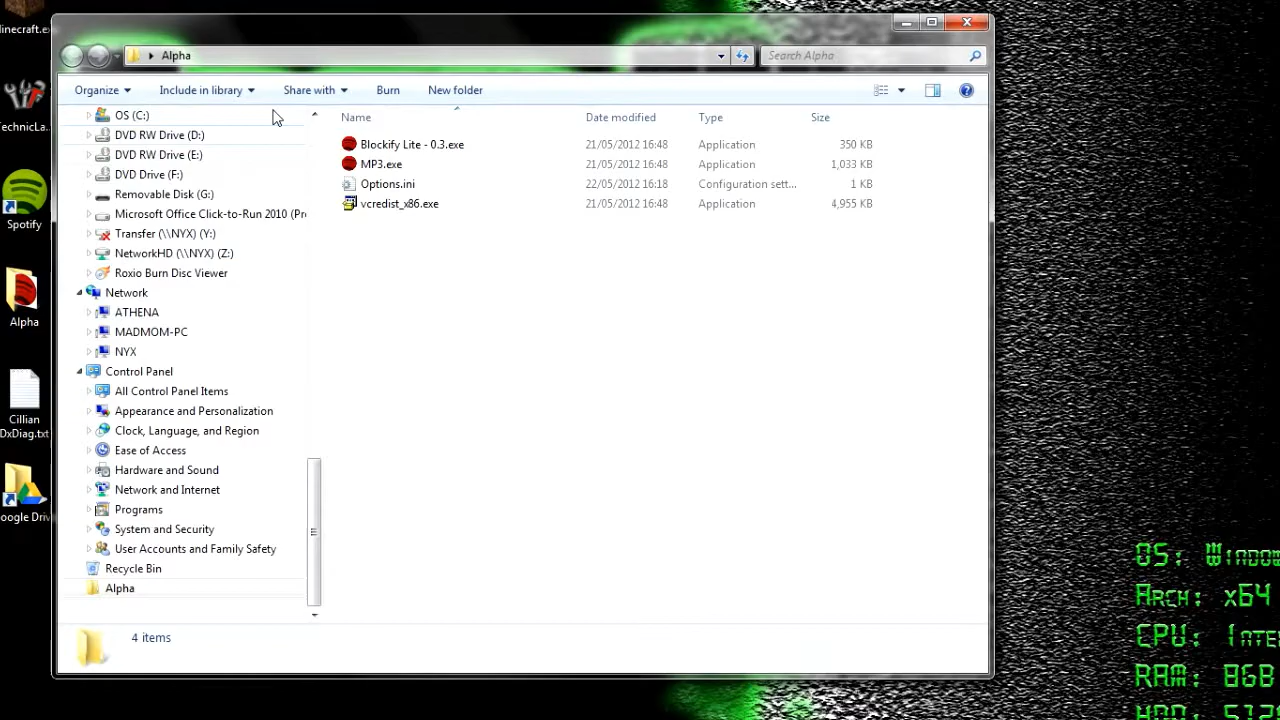 inecraft.ex
TechnicLa...
Spotify
Alpha
Cillian
DxDiag.txt
oogle Driv
Alpha
Search Alpha
Organize
Include in library
Share with
Burn
New folder
OS (C:)
DVD RW Drive (D:)
DVD RW Drive (E:)
DVD Drive (F:)
Removable Disk (G:)
Microsoft Office Click-to-Run 2010 (Pr
Transfer (\\NYX) (Y:)
NetworkHD (\\NYX) (Z:)
Roxio Burn Disc Viewer
Network
ATHENA
MADMOM-PC
NYX
Control Panel
All Control Panel Items
Appearance and Personalization
Clock, Language, and Region
Ease of Access
Hardware and Sound
Network and Internet
Programs
System and Security
User Accounts and Family Safety
Recycle Bin
Alpha
Name Date modified Type Size
Blockify Lite - 0.3.exe 21/05/2012 16:48 Application 350 KB
MP3.exe 21/05/2012 16:48 Application 1,033 KB
Options.ini 22/05/2012 16:18 Configuration sett... 1 KB
vcredist_x86.exe 21/05/2012 16:48 Application 4,955 KB
4 items
OS: Window
Arch: x64
CPU: Inte
RAM: 8GB